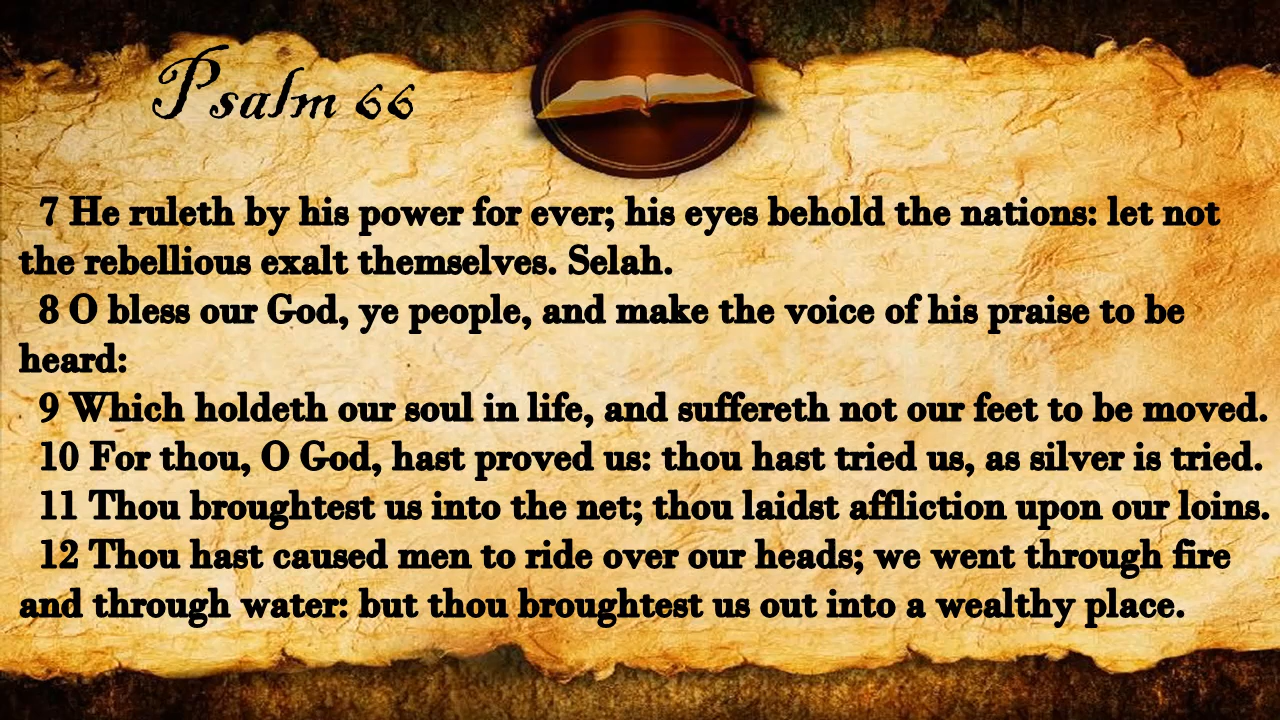 Psalm 66
7 He ruleth by his power for ever; his eyes behold the nations: let not
the rebellious exalt themselves. Selah.
8 O bless our God, ye people, and make the voice of his praise to be
heard:
9 Which holdeth our soul in life, and suffereth not our feet to be moved.
10 For thou, O God, hast proved us: thou hast tried us, as silver is tried.
11 Thou broughtest us into the net; thou laidst affliction upon our loins.
12 Thou hast caused men to ride over our heads; we went through fire
and through water: but thou broughtest us out into a wealthy place.